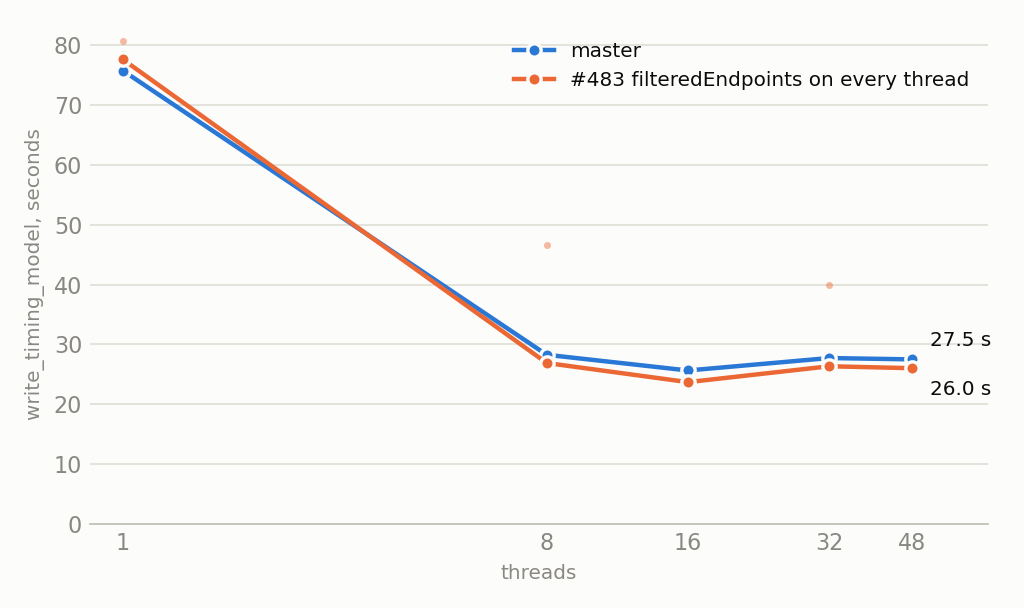 80
70
60
50
40
30
20
10
0
write_timing_model, seconds
master
#483 filteredEndpoints on every thread
27.5 s
26.0 s
1 8 16 32 48
threads